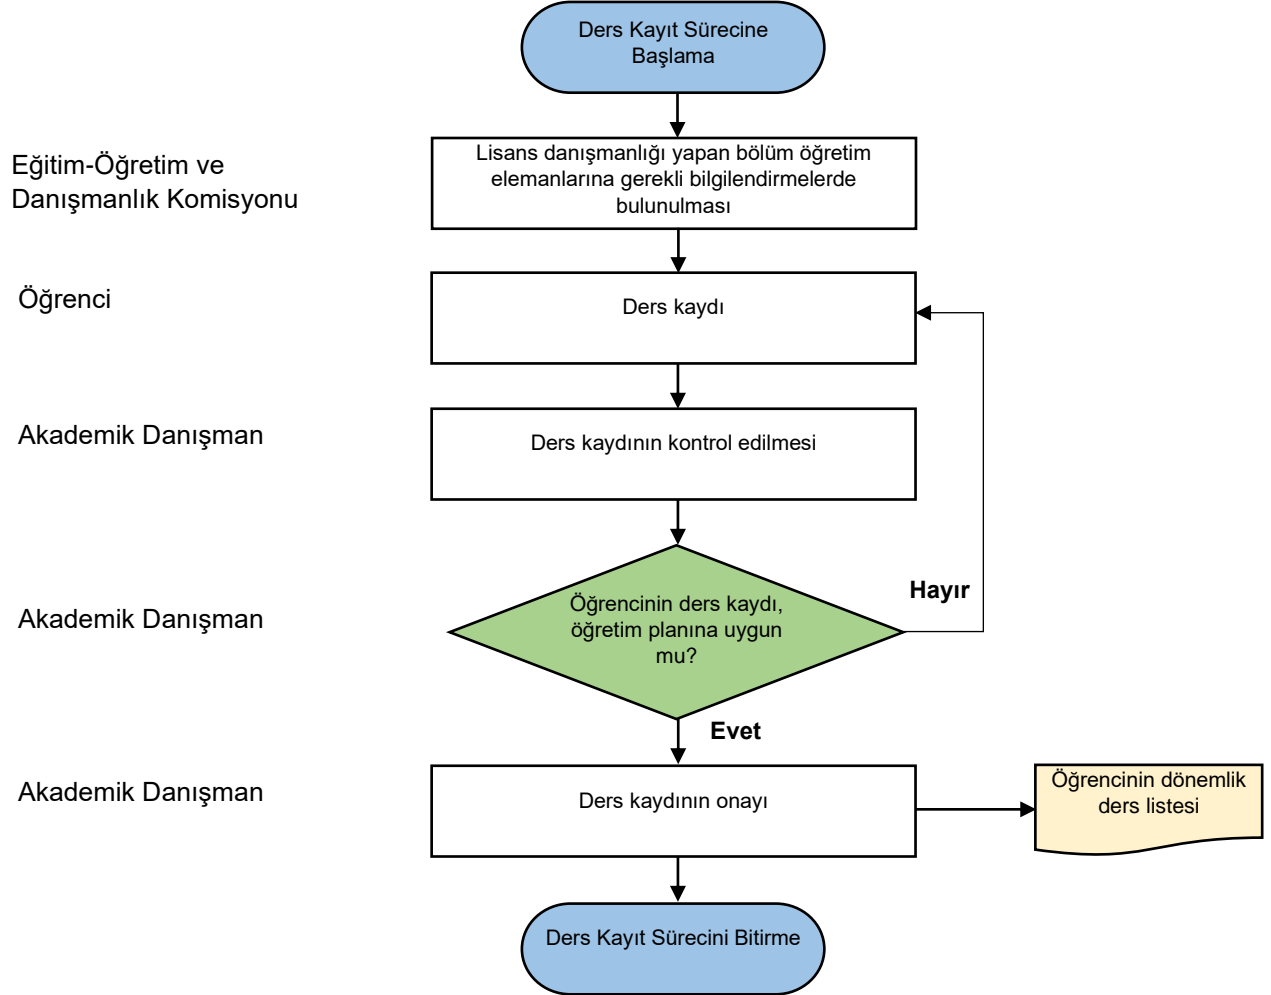 Ders Kayıt Sürecine
Başlama
Eğitim-Öğretim ve
Danışmanlık Komisyonu
Lisans danışmanlığı yapan bölüm öğretim
elemanlarına gerekli bilgilendirmelerde
bulunulması
Öğrenci
Ders kaydı
Akademik Danışman
Ders kaydının kontrol edilmesi
Akademik Danışman
Öğrencinin ders kaydı,
öğretim planına uygun
mu?
Hayır
Evet
Akademik Danışman
Ders kaydının onayı
Öğrencinin dönemlik
ders listesi
Ders Kayıt Sürecini Bitirme